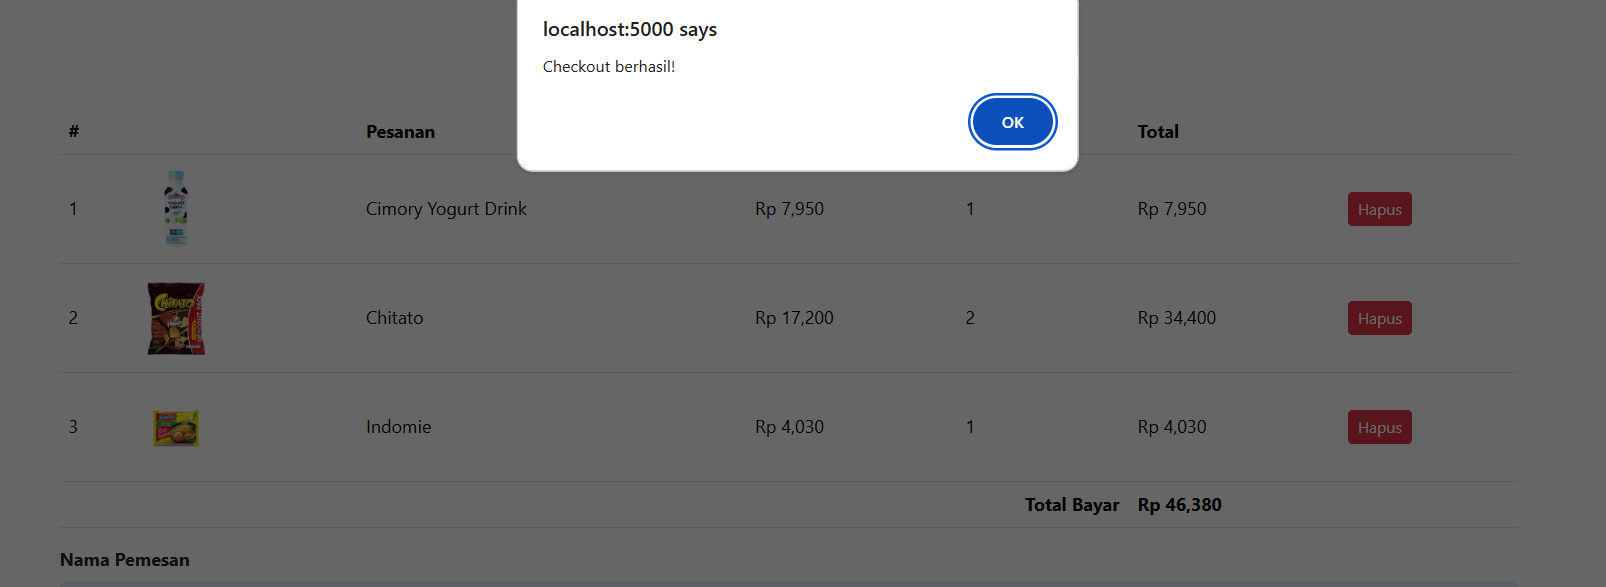 localhost:5000 says
Checkout berhasil!
OK
# Pesanan Total
1 Cimory Yogurt Drink Rp 7,950 1 Rp 7,950 Hapus
CHITATO
2 Chitato Rp 17,200 2 Rp 34,400 Hapus
3 Indomie Rp 4,030 1 Rp 4,030 Hapus
Total Bayar Rp 46,380
Nama Pemesan